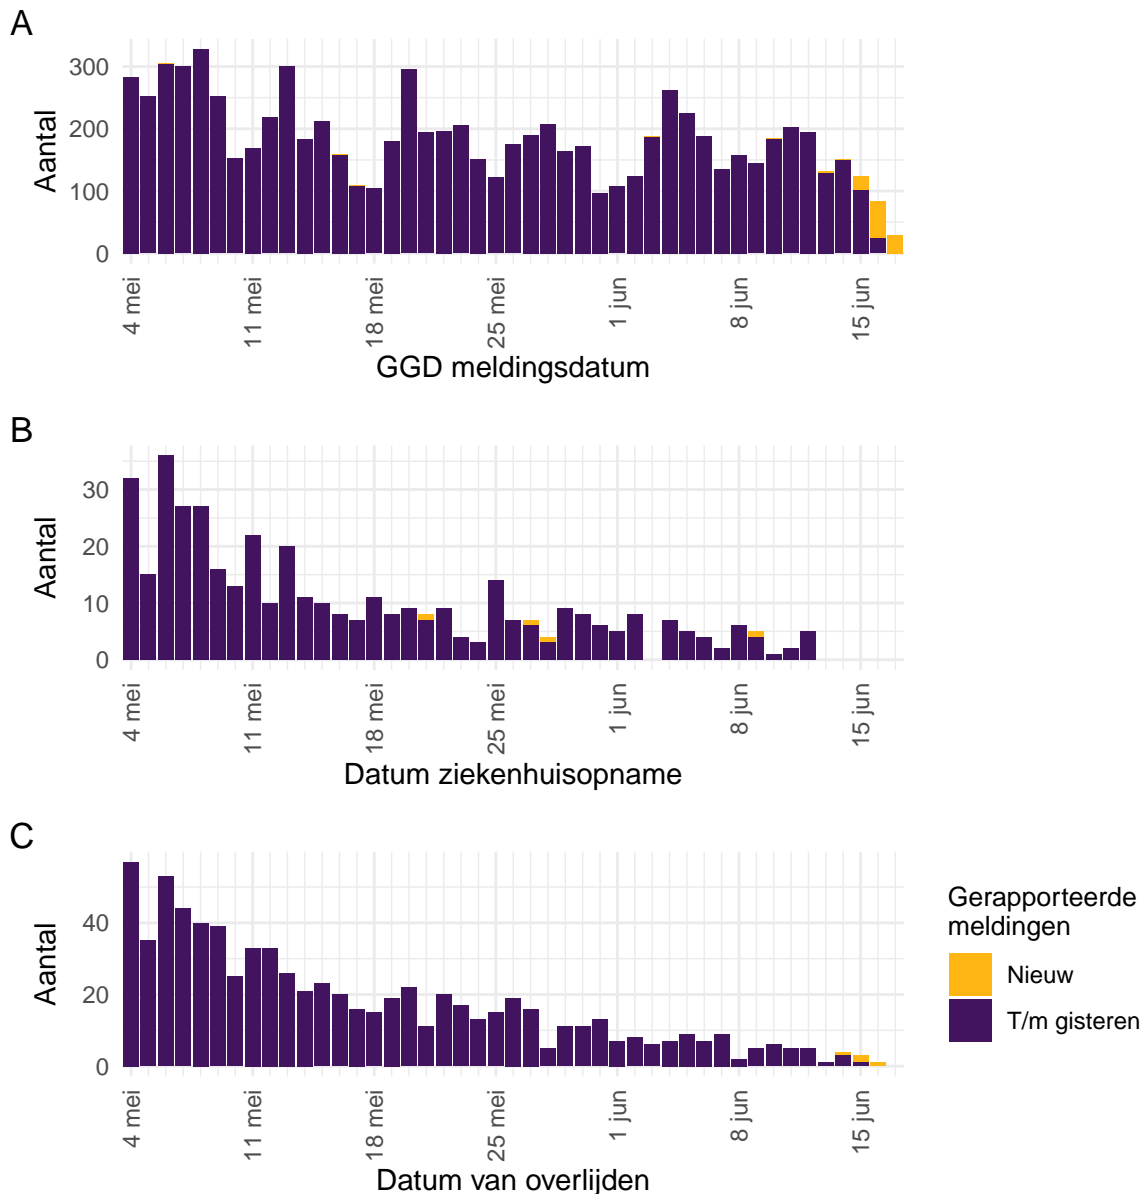 A
300
200
100
0
Aantal
4 mei
11 mei
18 mei
25 mei
1 jun
8 jun
15 jun
GGD meldingsdatum
B
30
20
10
0
Aantal
4 mei
11 mei
18 mei
25 mei
1 jun
8 jun
15 jun
Datum ziekenhuisopname
C
40
20
0
Aantal
4 mei
11 mei
18 mei
25 mei
1 jun
8 jun
15 jun
Datum van overlijden
Gerapporteerde
meldingen
Nieuw
T/m gisteren